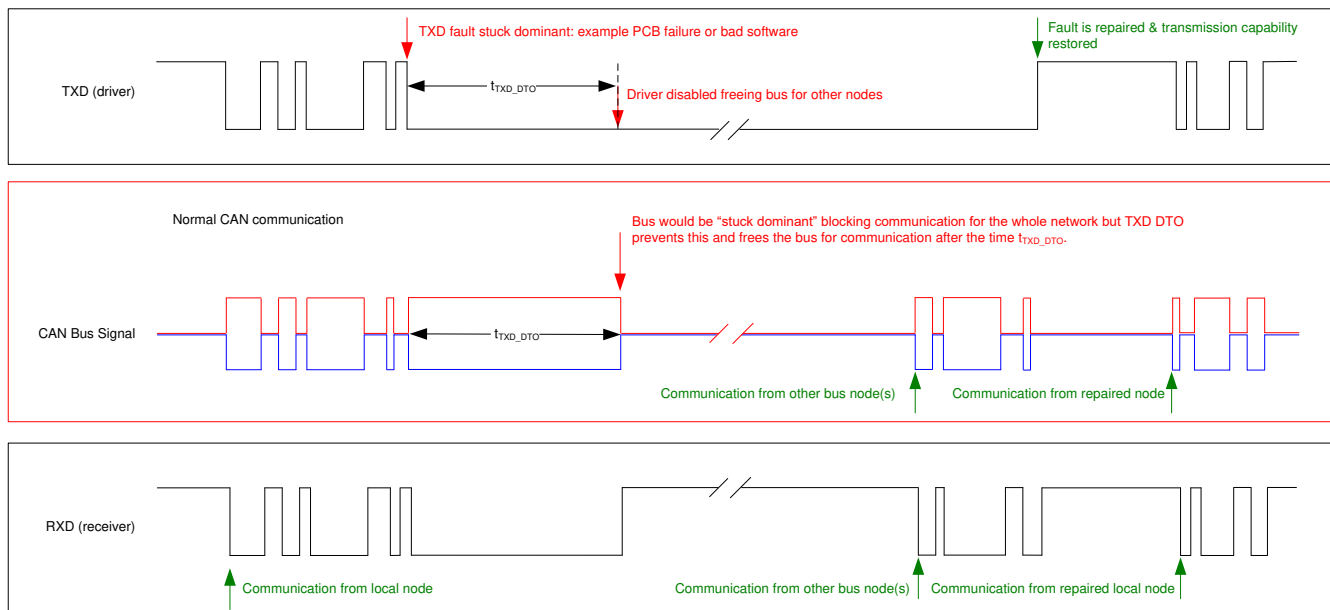 TXD fault stuck dominant: example PCB failure or bad software
Fault is repaired & transmission capability
restored
TXD (driver)
tTXD_DTO
Driver disabled freeing bus for other nodes
Normal CAN communication
Bus would be “stuck dominant” blocking communication for the whole network but TXD DTO
prevents this and frees the bus for communication after the time tTXD_DTO.
CAN Bus Signal
tTXD_DTO
Communication from other bus node(s)
Communication from repaired node
RXD (receiver)
Communication from local node
Communication from other bus node(s)
Communication from repaired local node